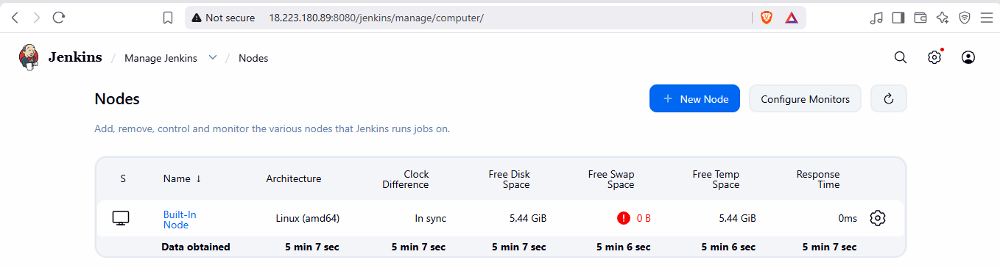 Not secure 18.223.180.89:8080/jenkins/manage/computer/
Jenkins / Manage Jenkins / Nodes
Nodes
+ New Node
Configure Monitors
Add, remove, control and monitor the various nodes that Jenkins runs jobs on.
S Name ↓ Architecture Clock Difference Free Disk Space Free Swap Space Free Temp Space Response Time
Built-In Node Linux (amd64) In sync 5.44 GiB 0 B 5.44 GiB 0ms
Data obtained 5 min 7 sec 5 min 7 sec 5 min 7 sec 5 min 6 sec 5 min 6 sec 5 min 7 sec